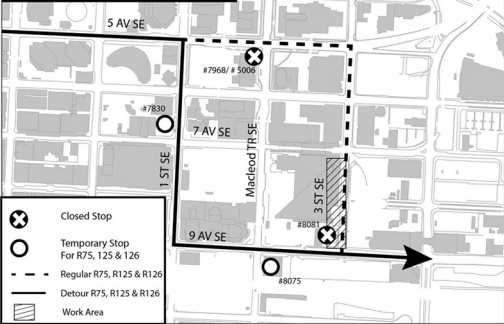 5 AV SE
#7968/ # 5006
#7830
7 AV SE
Macleod TR SE
1 ST SE
3 ST SE
#8081
9 AV SE
#8075
Closed Stop
Temporary Stop
For R75, 125 & 126
Regular R75, R125 & R126
Detour R75, R125 & R126
Work Area